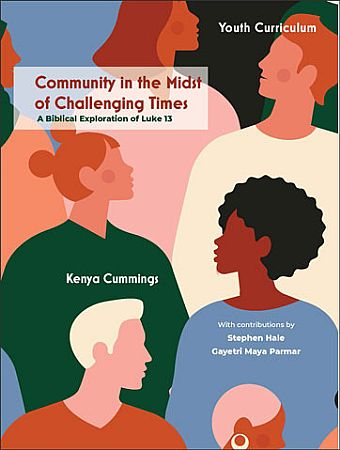 Youth Curriculum
Community in the Midst
of Challenging Times
A Biblical Exploration of Luke 13
Kenya Cummings
With contributions by
Stephen Hale
Gayetri Maya Parmar